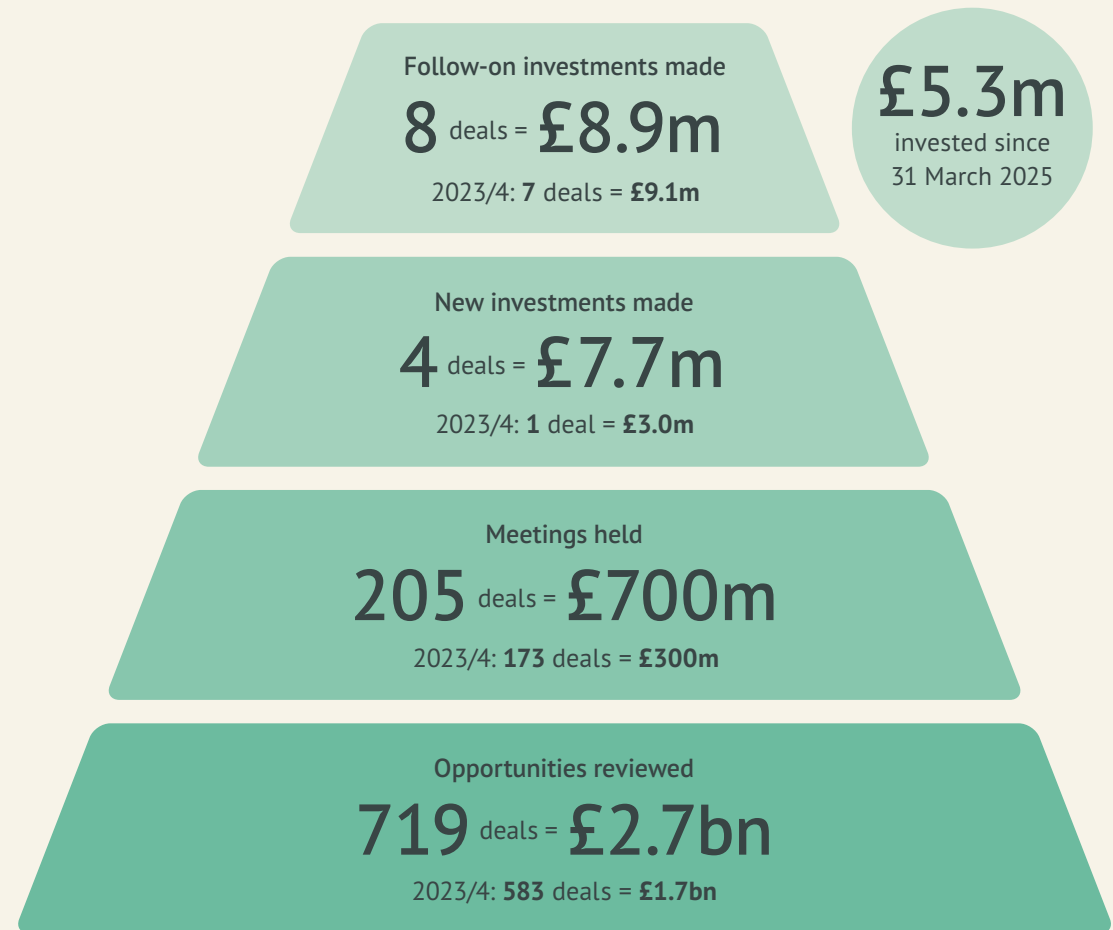 Follow-on investments made
8 deals = £8.9m
2023/4: 7 deals = £9.1m
£5.3m
invested since
31 March 2025
New investments made
4 deals = £7.7m
2023/4: 1 deal = £3.0m
Meetings held
205 deals = £700m
2023/4: 173 deals = £300m
Opportunities reviewed
719 deals = £2.7bn
2023/4: 583 deals = £1.7bn